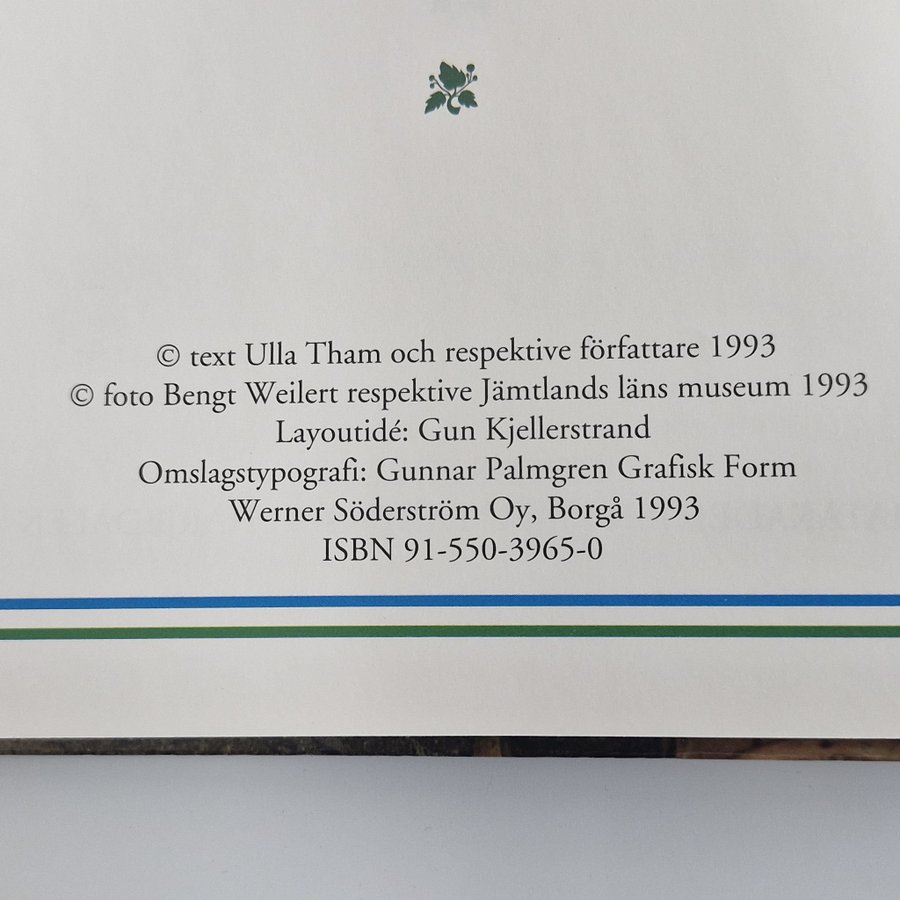 © text Ulla Tham och respektive författare 1993
© foto Bengt Weilert respektive Jämtlands läns museum 1993
Layoutidé: Gun Kjellerstrand
Omslagstypografi: Gunnar Palmgren Grafisk Form
Werner Söderström Oy, Borgå 1993
ISBN 91-550-3965-0